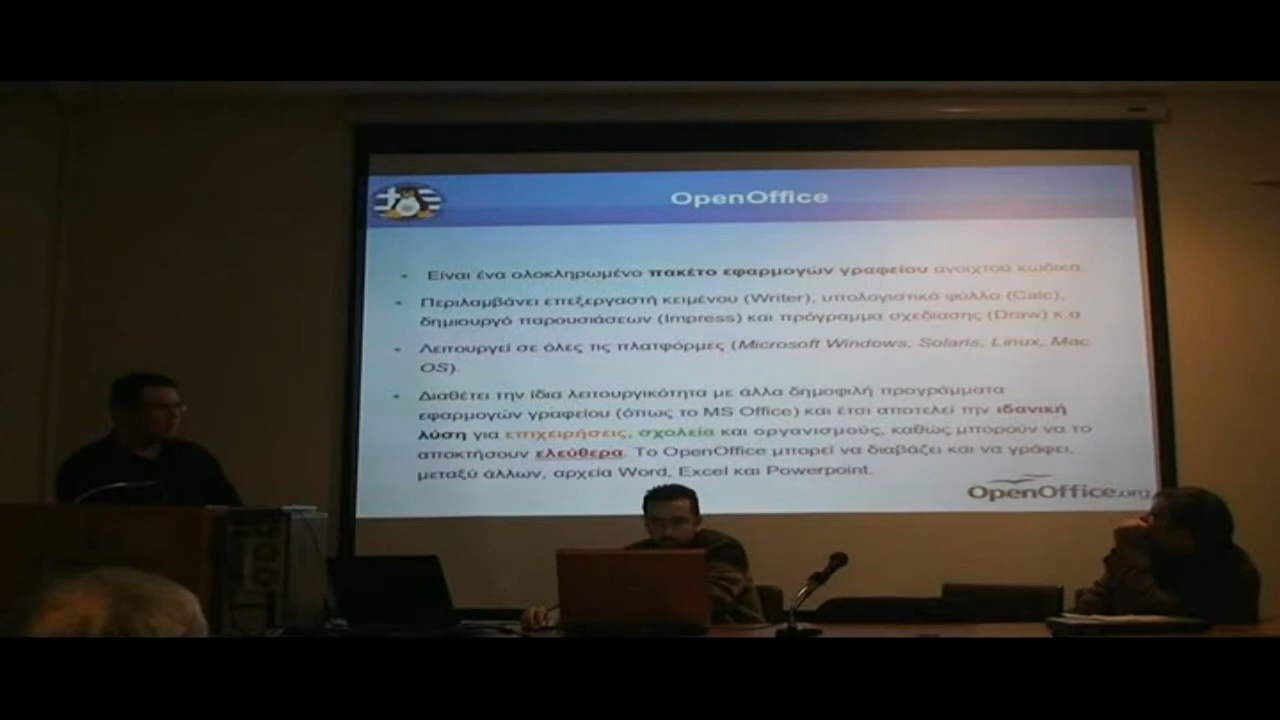 OpenOffice
Είναι ένα ολοκληρωμένο πακέτο εφαρμογών γραφείου ανοιχτού κώδικα
Περιλαμβάνει επεξεργαστή κειμένου (Writer), υπολογιστικό φύλλο (Calc),
δημιουργό παρουσιάσεων (Impress) και πρόγραμμα σχεδίασης (Draw) κ.α
Λειτουργεί σε όλες τις πλατφόρμες (Microsoft Windows, Solaris, Linux, Mac
OS).
Διαθέτει την ίδια λειτουργικότητα με άλλα δημοφιλή προγράμματα
εφαρμογών γραφείου (όπως το MS Office) και έτσι αποτελεί την ιδανική
λύση για επιχειρήσεις, σχολεία και οργανισμούς, καθώς μπορούν να το
αποκτήσουν ελεύθερα. Το OpenOffice μπορεί να διαβάζει και να γράφει,
μεταξύ άλλων, αρχεία Word, Excel και Powerpoint.
OpenOffice.org